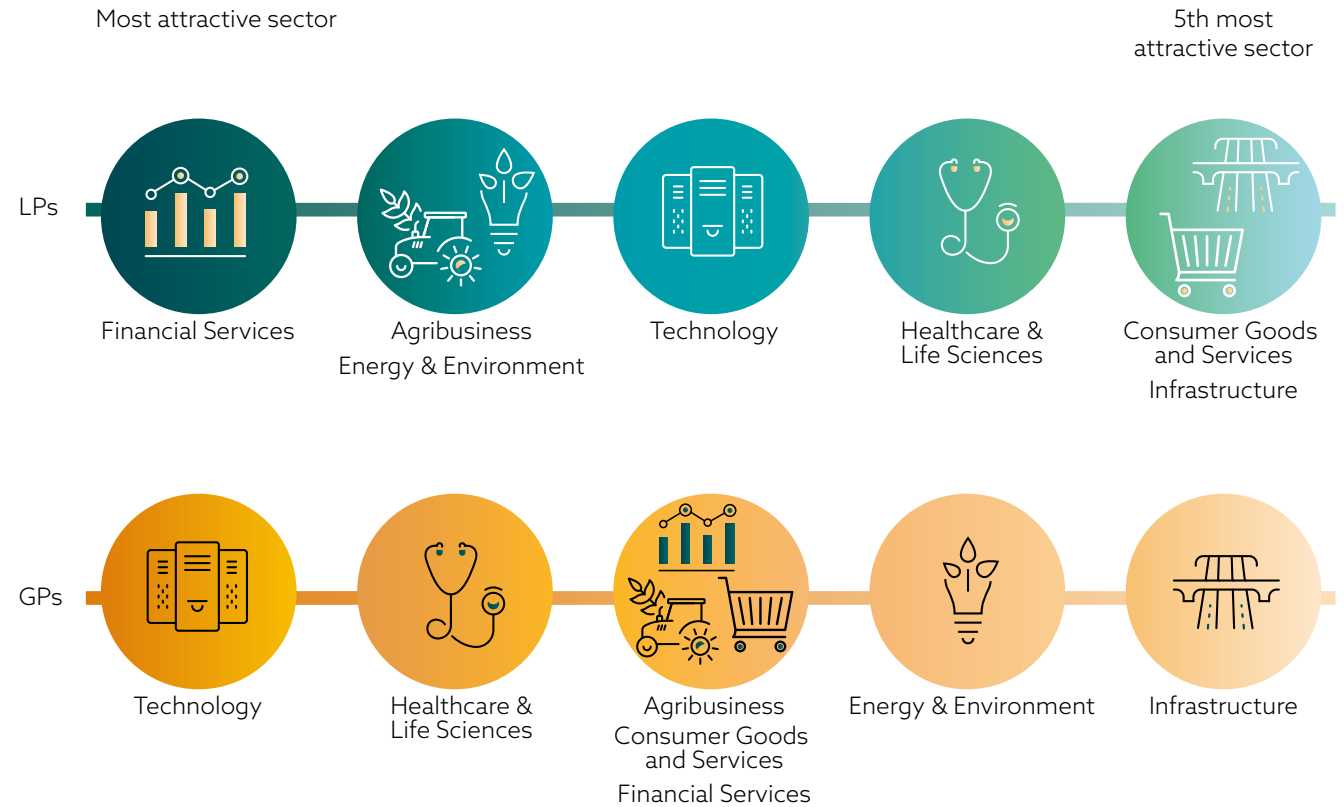 Most attractive sector
5th most
attractive sector
LPs
Financial Services
Agribusiness
Energy & Environment
Technology
Healthcare &
Life Sciences
Consumer Goods
and Services
Infrastructure
GPs
Technology
Healthcare &
Life Sciences
Agribusiness
Consumer Goods
and Services
Financial Services
Energy & Environment
Infrastructure